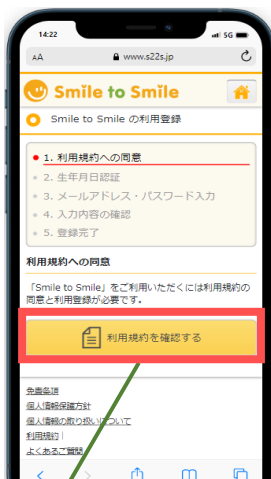 14:22
5G
AA
www.s22s.jp
Smile to Smile
Smile to Smile の利用登録
1. 利用規約への同意
2. 生年月日認証
3. メールアドレス・パスワード入力
4. 入力内容の確認
5. 登録完了
利用規約への同意
「Smile to Smile」をご利用いただくには利用規約の
同意と利用登録が必要です。
利用規約を確認する
免責条項
個人情報保護方針
個人情報の取り扱いについて
利用規約 |
よくあるご質問